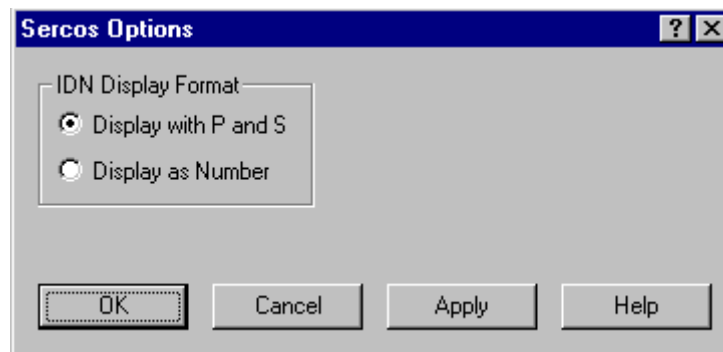 Sercos Options
IDN Display Format
Display with P and S
Display as Number
OK Cancel Apply Help